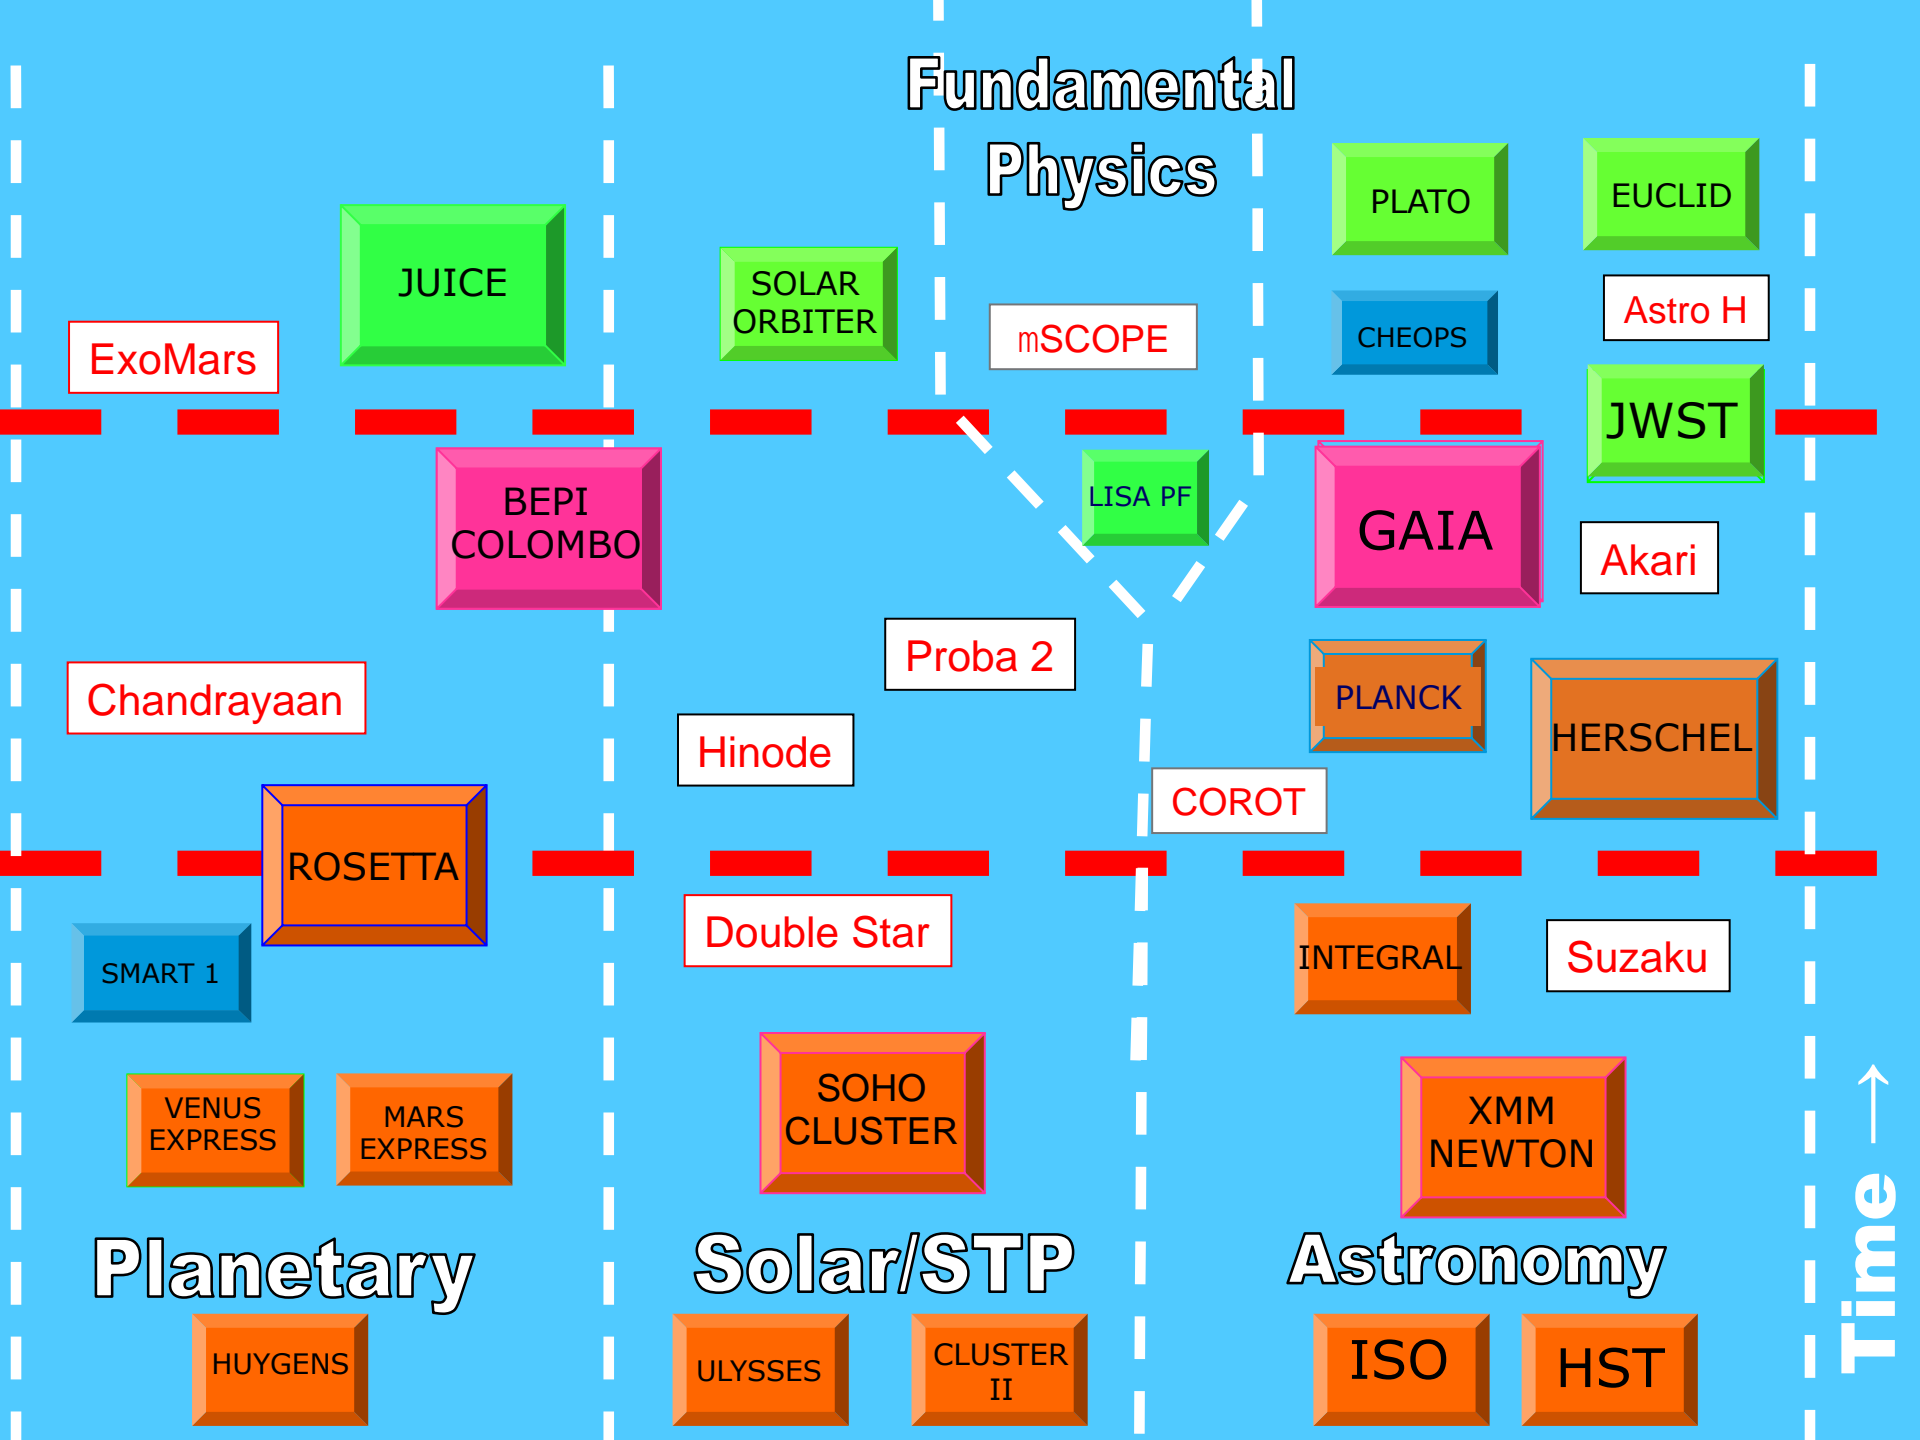 Fundamental
Physics
PLATO
EUCLID
JUICE
SOLAR
ORBITER
mSCOPE
CHEOPS
Astro H
ExoMars
JWST
BEPI
COLOMBO
LISA PF
GAIA
Akari
Proba 2
Chandrayaan
PLANCK
HERSCHEL
Hinode
COROT
ROSETTA
Double Star
INTEGRAL
Suzaku
SMART 1
SOHO
CLUSTER
XMM
NEWTON
VENUS
EXPRESS
MARS
EXPRESS
Time →
Planetary
Solar/STP
Astronomy
HUYGENS
ULYSSES
CLUSTER
II
ISO
HST